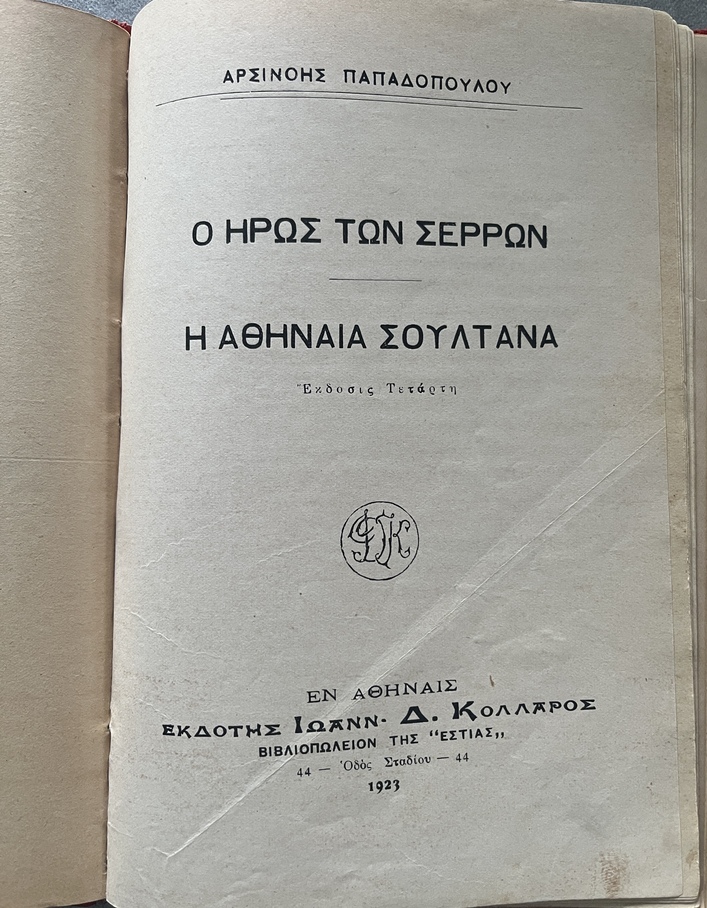 ΑΡΣΙΝΟΗΣ ΠΑΠΑΔΟΠΟΥΛΟΥ
Ο ΗΡΩΣ ΤΩΝ ΣΕΡΡΩΝ
Η ΑΘΗΝΑΙΑ ΣΟΥΛΤΑΝΑ
Ἔκδοσις Τετάρτη
ΕΝ ΑΘΗΝΑΙΣ
ΕΚΔΟΤΗΣ ΙΩΑΝΝ· Δ. ΚΟΛΛΑΡΟΣ
ΒΙΒΛΙΟΠΩΛΕΙΟΝ ΤΗΣ “ΕΣΤΙΑΣ„
44 — Ὁδὸς Σταδίου — 44
1923